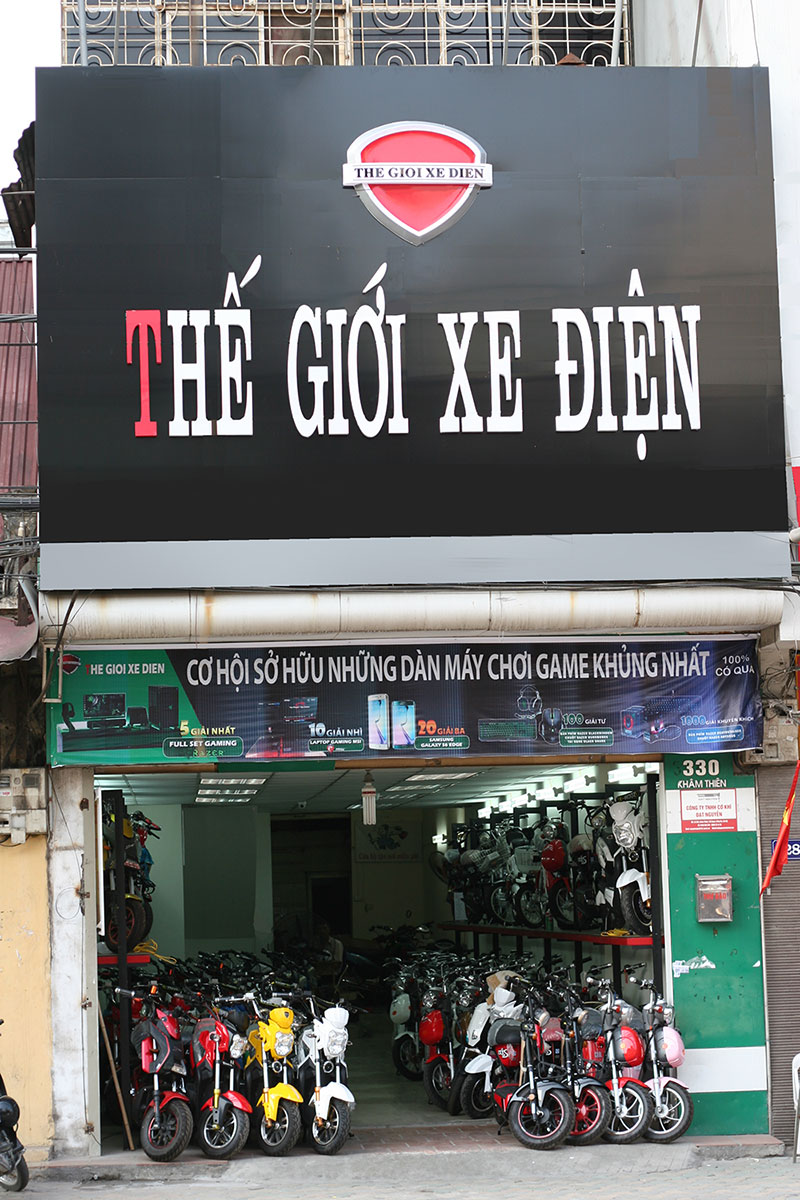 THE GIOI XE DIEN
THẾ GIỚI XE ĐIỆN
THE GIOI XE DIEN
CƠ HỘI SỞ HỮU NHỮNG DÀN MÁY CHƠI GAME KHỦNG NHẤT
100%
CÓ QUÀ
5 GIẢI NHẤT
FULL SET GAMING
RAZER
10 GIẢI NHÌ
LAPTOP GAMING MSI
20 GIẢI BA
SAMSUNG
GALAXY S6 EDGE
100 GIẢI TƯ
1000 GIẢI KHUYẾN KHÍCH
330
KHÂM THIÊN
CÔNG TY TNHH CƠ KHÍ
ĐẠT NGUYÊN
28